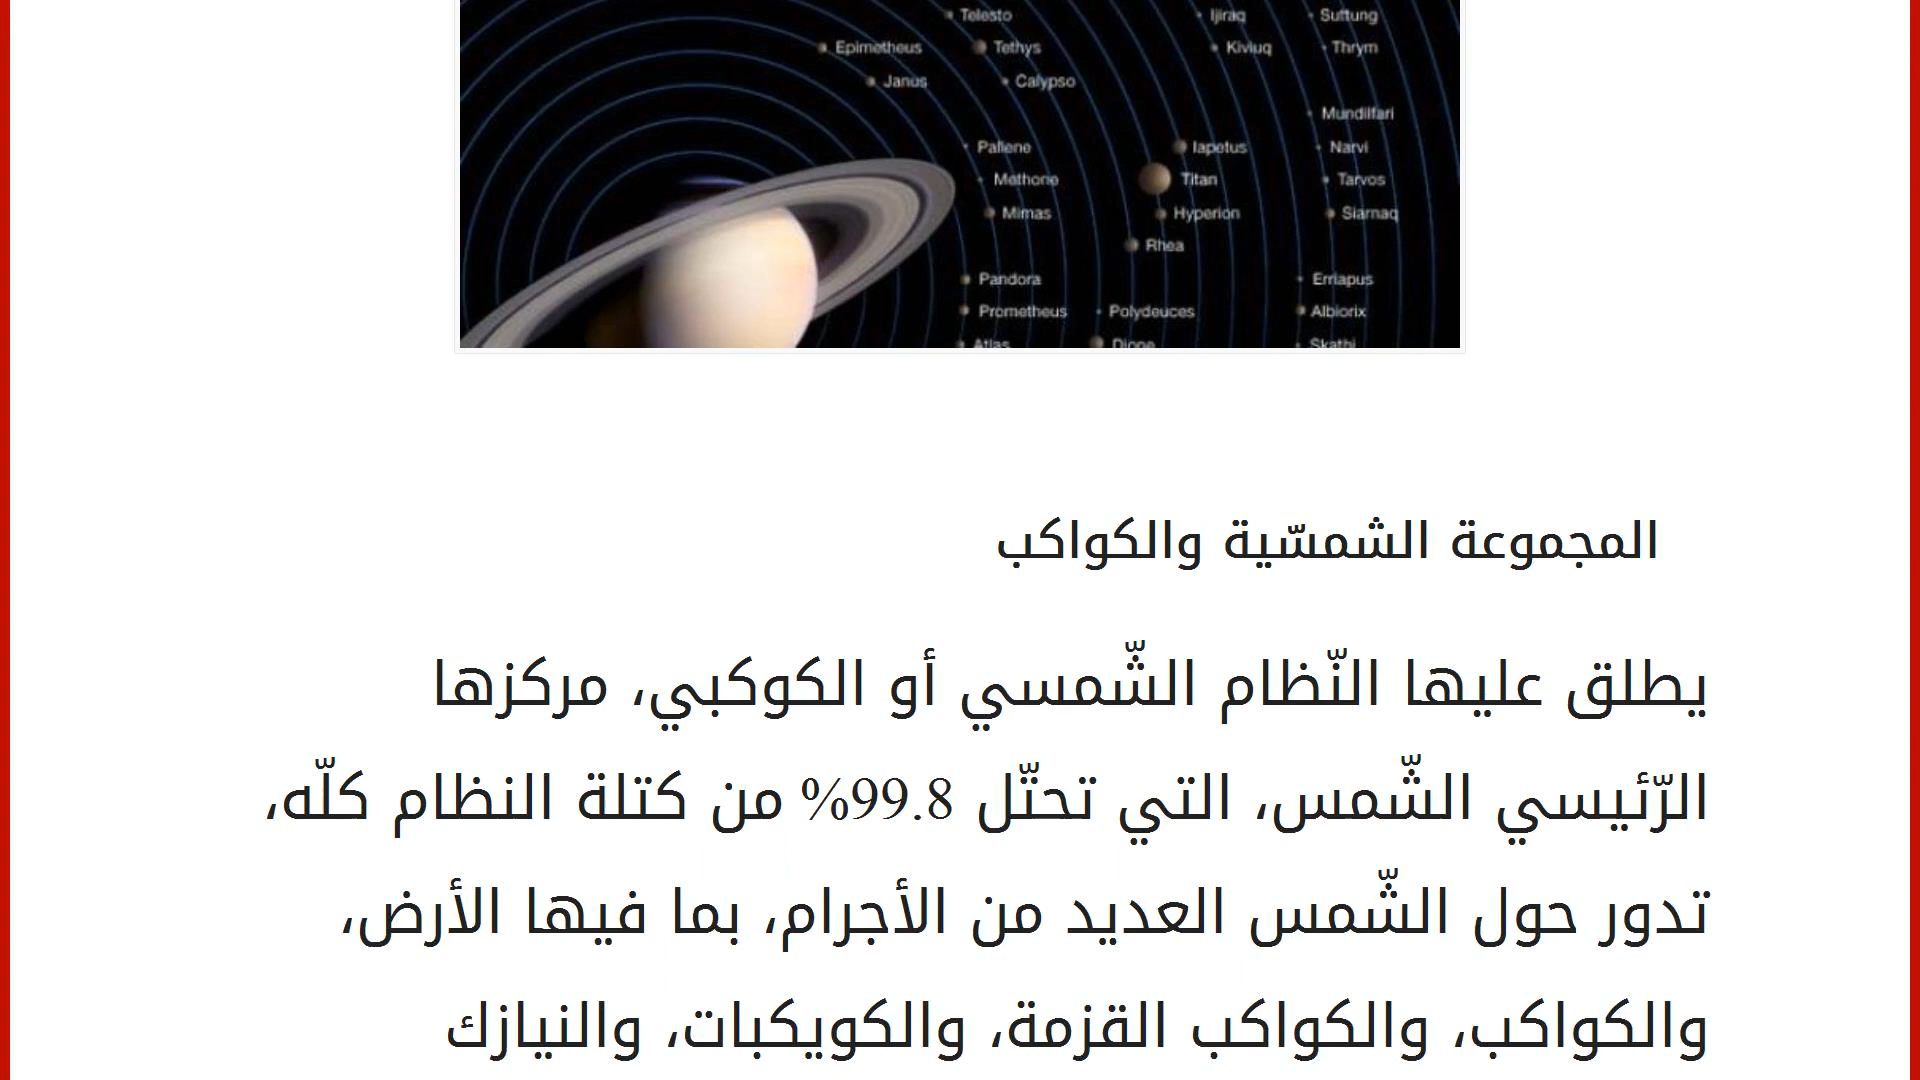 Telesto Ijiraq Suttung
Epimetheus Tethys Kiviuq Thrym
Janus Calypso
Mundilfari
Pallene Iapetus Narvi
Methone Titan Tarvos
Mimas Hyperion Siarnaq
Rhea
Pandora Erriapus
Prometheus Polydeuces Albiorix
Atlas Dione Skathi
المجموعة الشمسّية والكواكب
يطلق عليها النّظام الشّمسي أو الكوكبي، مركزها
الرّئيسي الشّمس، التي تحتّل 99.8% من كتلة النظام كلّه،
تدور حول الشّمس العديد من الأجرام، بما فيها الأرض،
والكواكب، والكواكب القزمة، والكويكبات، والنيازك